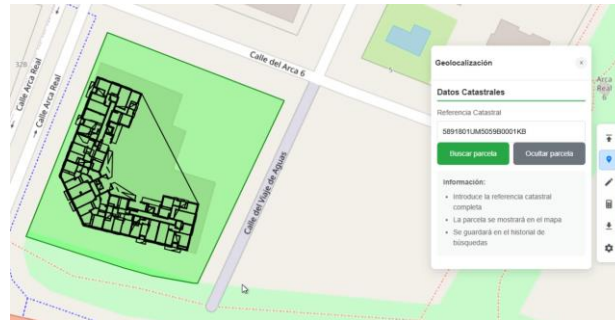 32B
Calle Arca Real
Calle Arca Real
Calle del Arca 6
Calle del Viaje de Aguas
Arca
Real
6
Geolocalización
×
Datos Catastrales
Referencia Catastral
5891801UM5059B0001KB
Buscar parcela
Ocultar parcela
Información:
• Introduce la referencia catastral
completa
• La parcela se mostrará en el mapa
• Se guardará en el historial de
búsquedas